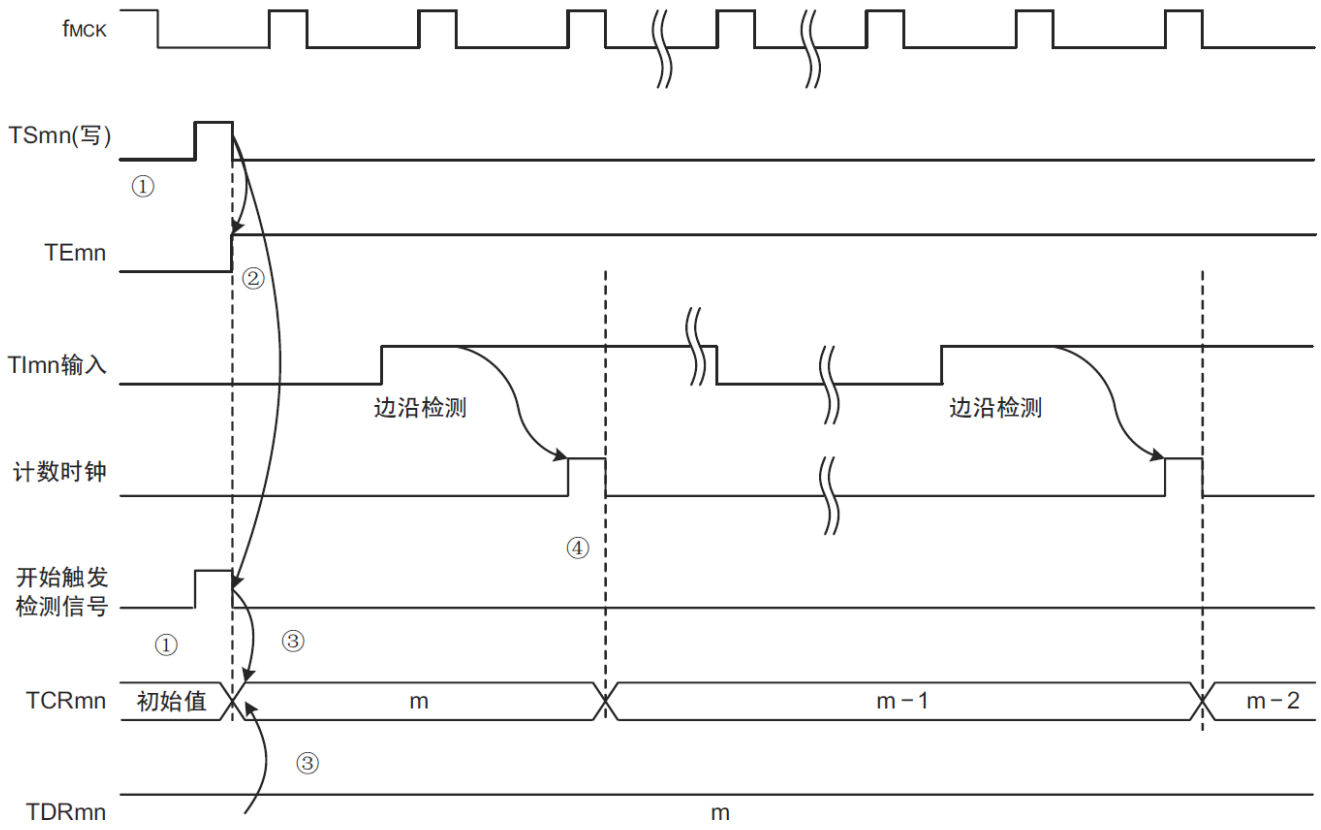 fMCK
TSmn(写)
①
TEmn
②
TImn输入
边沿检测 边沿检测
计数时钟
④
开始触发
检测信号
① ③
TCRmn 初始值 m m-1 m-2
③
TDRmn m